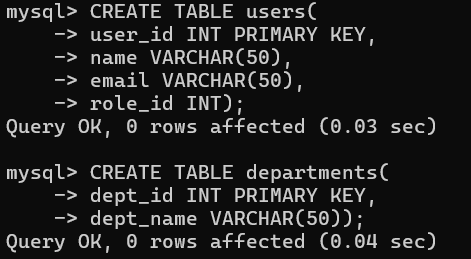 mysql> CREATE TABLE users(
    -> user_id INT PRIMARY KEY,
    -> name VARCHAR(50),
    -> email VARCHAR(50),
    -> role_id INT);
Query OK, 0 rows affected (0.03 sec)
mysql> CREATE TABLE departments(
    -> dept_id INT PRIMARY KEY,
    -> dept_name VARCHAR(50));
Query OK, 0 rows affected (0.04 sec)